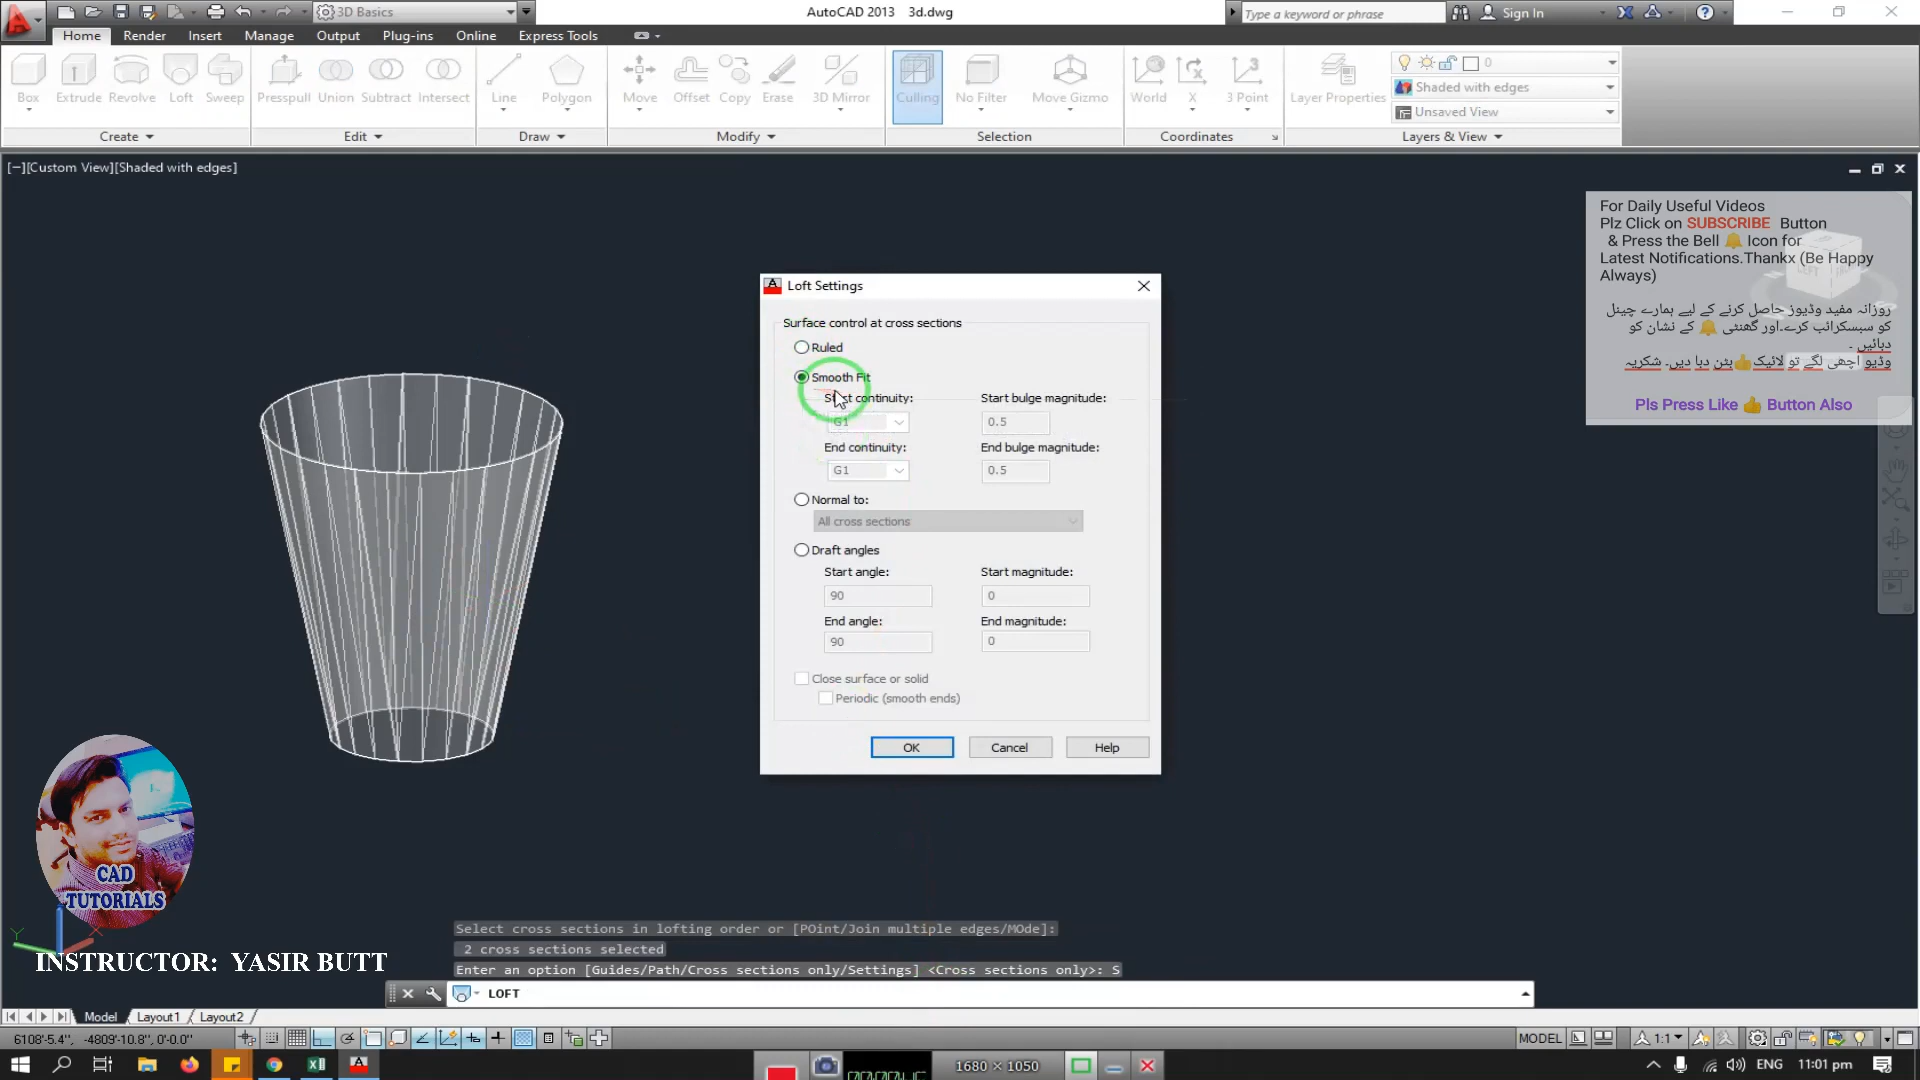 3D Basics
AutoCAD 2013   3d.dwg
Type a keyword or phrase
Sign In
Home Render Insert Manage Output Plug-ins Online Express Tools
Box Extrude Revolve Loft Sweep Presspull Union Subtract Intersect Line Polygon Move Offset Copy Erase 3D Mirror Culling No Filter Move Gizmo World X 3 Point Layer Properties
0
Shaded with edges
Unsaved View
Create Edit Draw Modify Selection Coordinates Layers & View
[−][Custom View][Shaded with edges]
For Daily Useful Videos
Plz Click on SUBSCRIBE Button
& Press the Bell 🔔 Icon for
Latest Notifications.Thankx (Be Happy
Always)
روزانہ مفید وڈیوز حاصل کرنے کے لیے ہمارے چینل
کو سبسکرائب کرے۔اور گھنٹی 🔔 کے نشان کو
دبائیں ۔
وڈیو اچھی لگے تو لائیک👍بٹن دبا دیں۔ شکریہ
Pls Press Like 👍 Button Also
Loft Settings
Surface control at cross sections
Ruled
Smooth Fit
Start continuity: Start bulge magnitude:
G1 0.5
End continuity: End bulge magnitude:
G1 0.5
Normal to:
All cross sections
Draft angles
Start angle: Start magnitude:
90 0
End angle: End magnitude:
90 0
Close surface or solid
Periodic (smooth ends)
OK Cancel Help
CAD
TUTORIALS
Y
X
INSTRUCTOR:  YASIR BUTT
Select cross sections in lofting order or [POint/Join multiple edges/MOde]:
2 cross sections selected
Enter an option [Guides/Path/Cross sections only/Settings] <Cross sections only>: S
LOFT
Model Layout1 Layout2
6108'-5.4", -4809'-10.8", 0'-0.0"
MODEL 1:1
1680 × 1050
ENG 11:01 pm